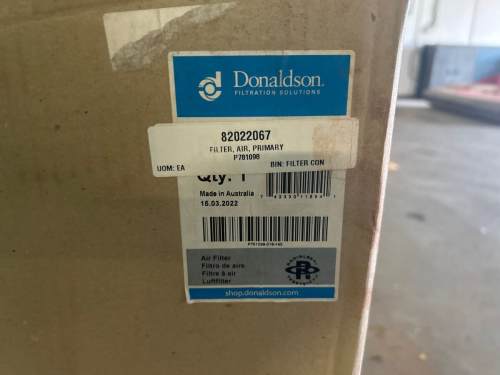 Donaldson.
FILTRATION SOLUTIONS
82022067
FILTER, AIR, PRIMARY
P781098
UOM: EA
BIN: FILTER CON
Qty: 1
Made in Australia
15.03.2022
Air Filter
Filtro de aire
Filtre à air
Luftfilter
shop.donaldson.com